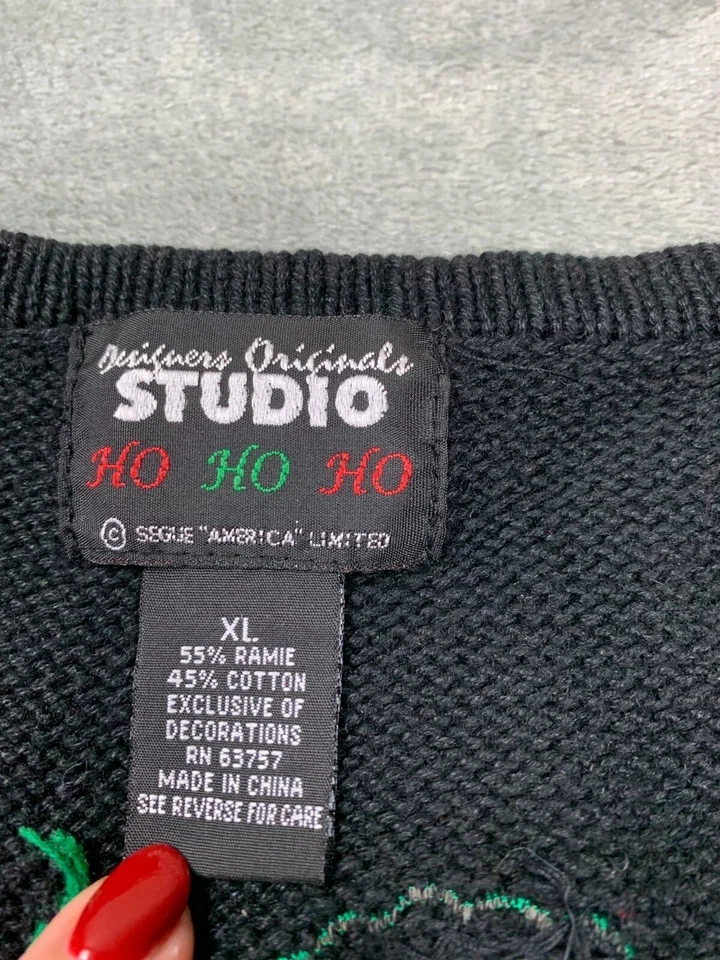 Designers Originals
STUDIO
HO HO HO
© SEGUE "AMERICA" LIMITED
XL
55% RAMIE
45% COTTON
EXCLUSIVE OF
DECORATIONS
RN 63757
MADE IN CHINA
SEE REVERSE FOR CARE